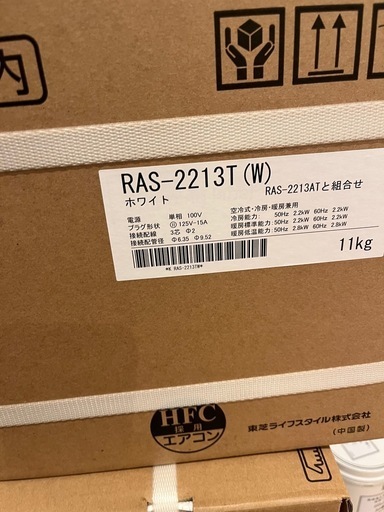 内
RAS-2213T(W)
ホワイト
RAS-2213ATと組合せ
電源 単相 100V
プラグ形状 125V-15A
接続配線 3芯 Φ2
接続配管径 Φ6.35 Φ9.52
空冷式・冷房・暖房兼用
冷房能力: 50Hz 2.2kW 60Hz 2.2kW
暖房標準能力: 50Hz 2.2kW 60Hz 2.2kW
暖房低温能力: 50Hz 2.8kW 60Hz 2.8kW
*K RAS-2213TW*
11kg
HFC
採用
エアコン
東芝ライフスタイル株式会社
(中国製)